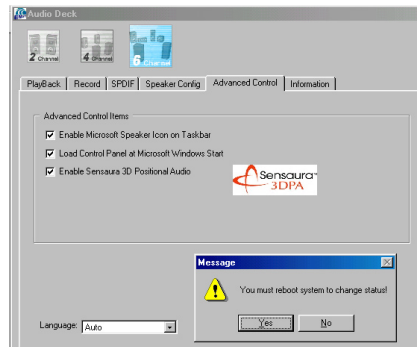 Audio Deck
2 Channel 4 Channel 6 Channel
PlayBack Record SPDIF Speaker Config Advanced Control Information
Advanced Control Items
Enable Microsoft Speaker Icon on Taskbar
Load Control Panel at Microsoft Windows Start
Enable Sensaura 3D Positional Audio
Sensaura™
3DPA
Message
You must reboot system to change status!
Yes No
Language: Auto